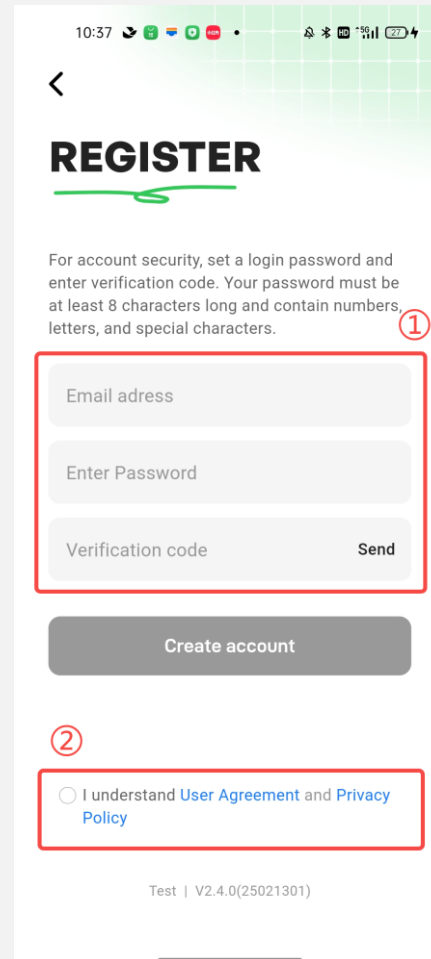 10:37
HD 5G 27
REGISTER
For account security, set a login password and
enter verification code. Your password must be
at least 8 characters long and contain numbers,
letters, and special characters.
①
Email adress
Enter Password
Verification code Send
Create account
②
I understand User Agreement and Privacy
Policy
Test | V2.4.0(25021301)